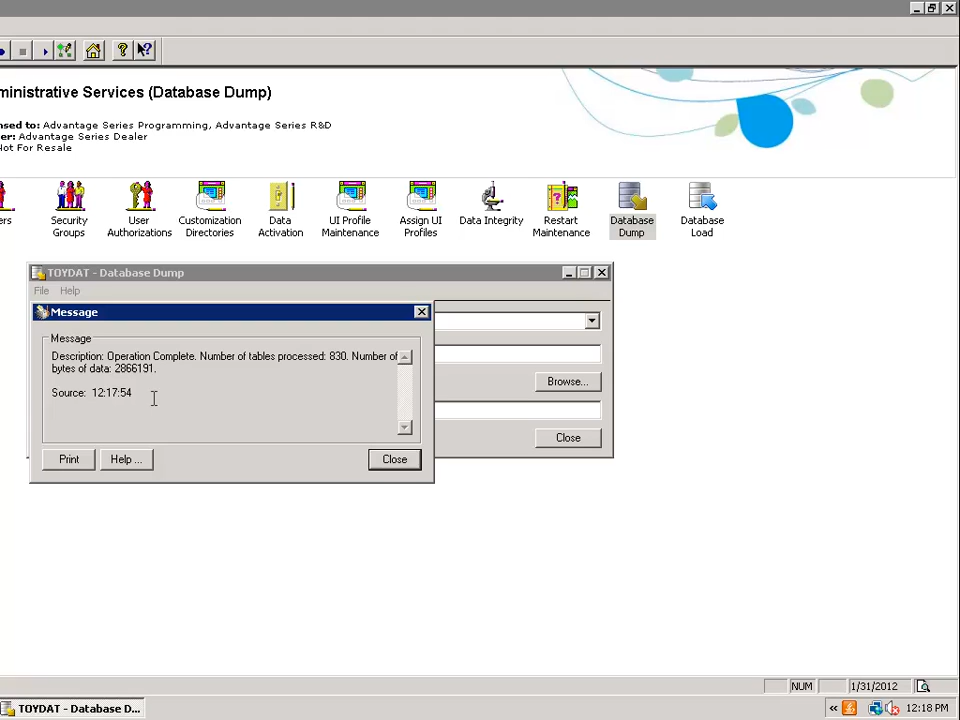 ministrative Services (Database Dump)
nsed to: Advantage Series Programming, Advantage Series R&D
er: Advantage Series Dealer
Not For Resale
ers
Security Groups
User Authorizations
Customization Directories
Data Activation
UI Profile Maintenance
Assign UI Profiles
Data Integrity
Restart Maintenance
Database Dump
Database Load
TOYDAT - Database Dump
File Help
Message
Message
Description: Operation Complete. Number of tables processed: 830. Number of
bytes of data: 2866191.
Source: 12:17:54
Print
Help ...
Close
Browse...
Close
NUM
1/31/2012
TOYDAT - Database D...
12:18 PM